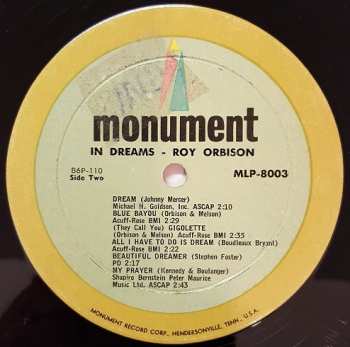 monument
IN DREAMS - ROY ORBISON
B6P-110
Side Two
MLP-8003
DREAM (Johnny Mercer)
Michael H. Goldsen, Inc. ASCAP 2:10
BLUE BAYOU (Orbison & Melson)
Acuff-Rose BMI 2:29
(They Call You) GIGOLETTE
(Orbison & Melson) Acuff-Rose BMI 2:35
ALL I HAVE TO DO IS DREAM (Boudleaux Bryant)
Acuff-Rose BMI 2:22
BEAUTIFUL DREAMER (Stephen Foster)
PD 2:17
MY PRAYER (Kennedy & Boulanger)
Shapiro Bernstein Peter Maurice
Music Ltd. ASCAP 2:43
MONUMENT RECORD CORP., HENDERSONVILLE, TENN., U.S.A.